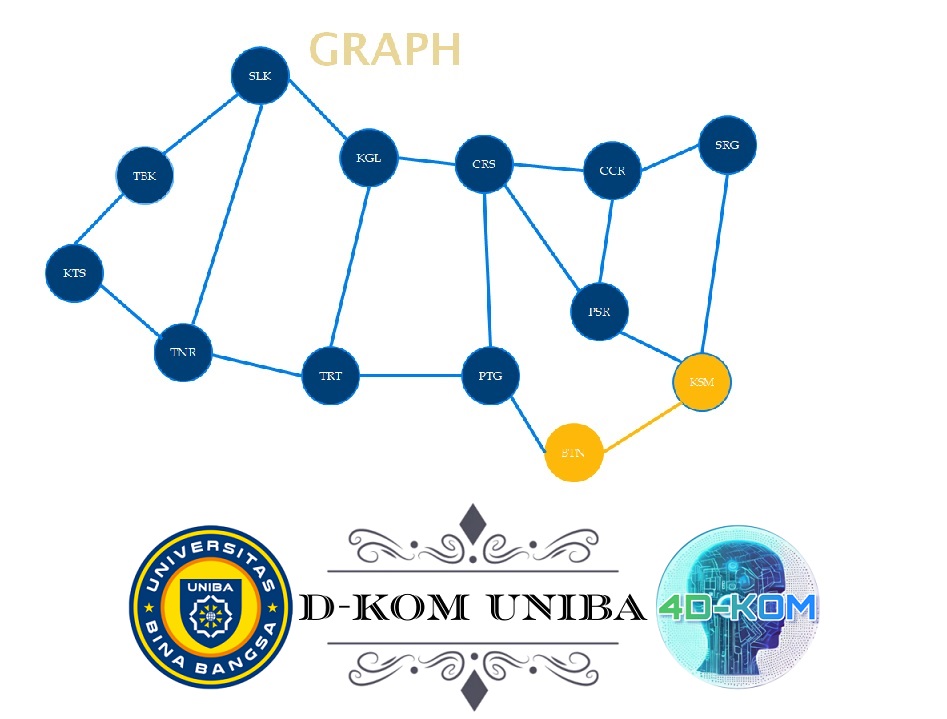 GRAPH
SLK
KGL
CRS
CCR
SRG
TBK
KTS
PSR
TNR
TRT
PTG
KSM
BTN
UNIVERSITAS
UNIBA
BINA BANGSA
D-KOM UNIBA
4D-KOM